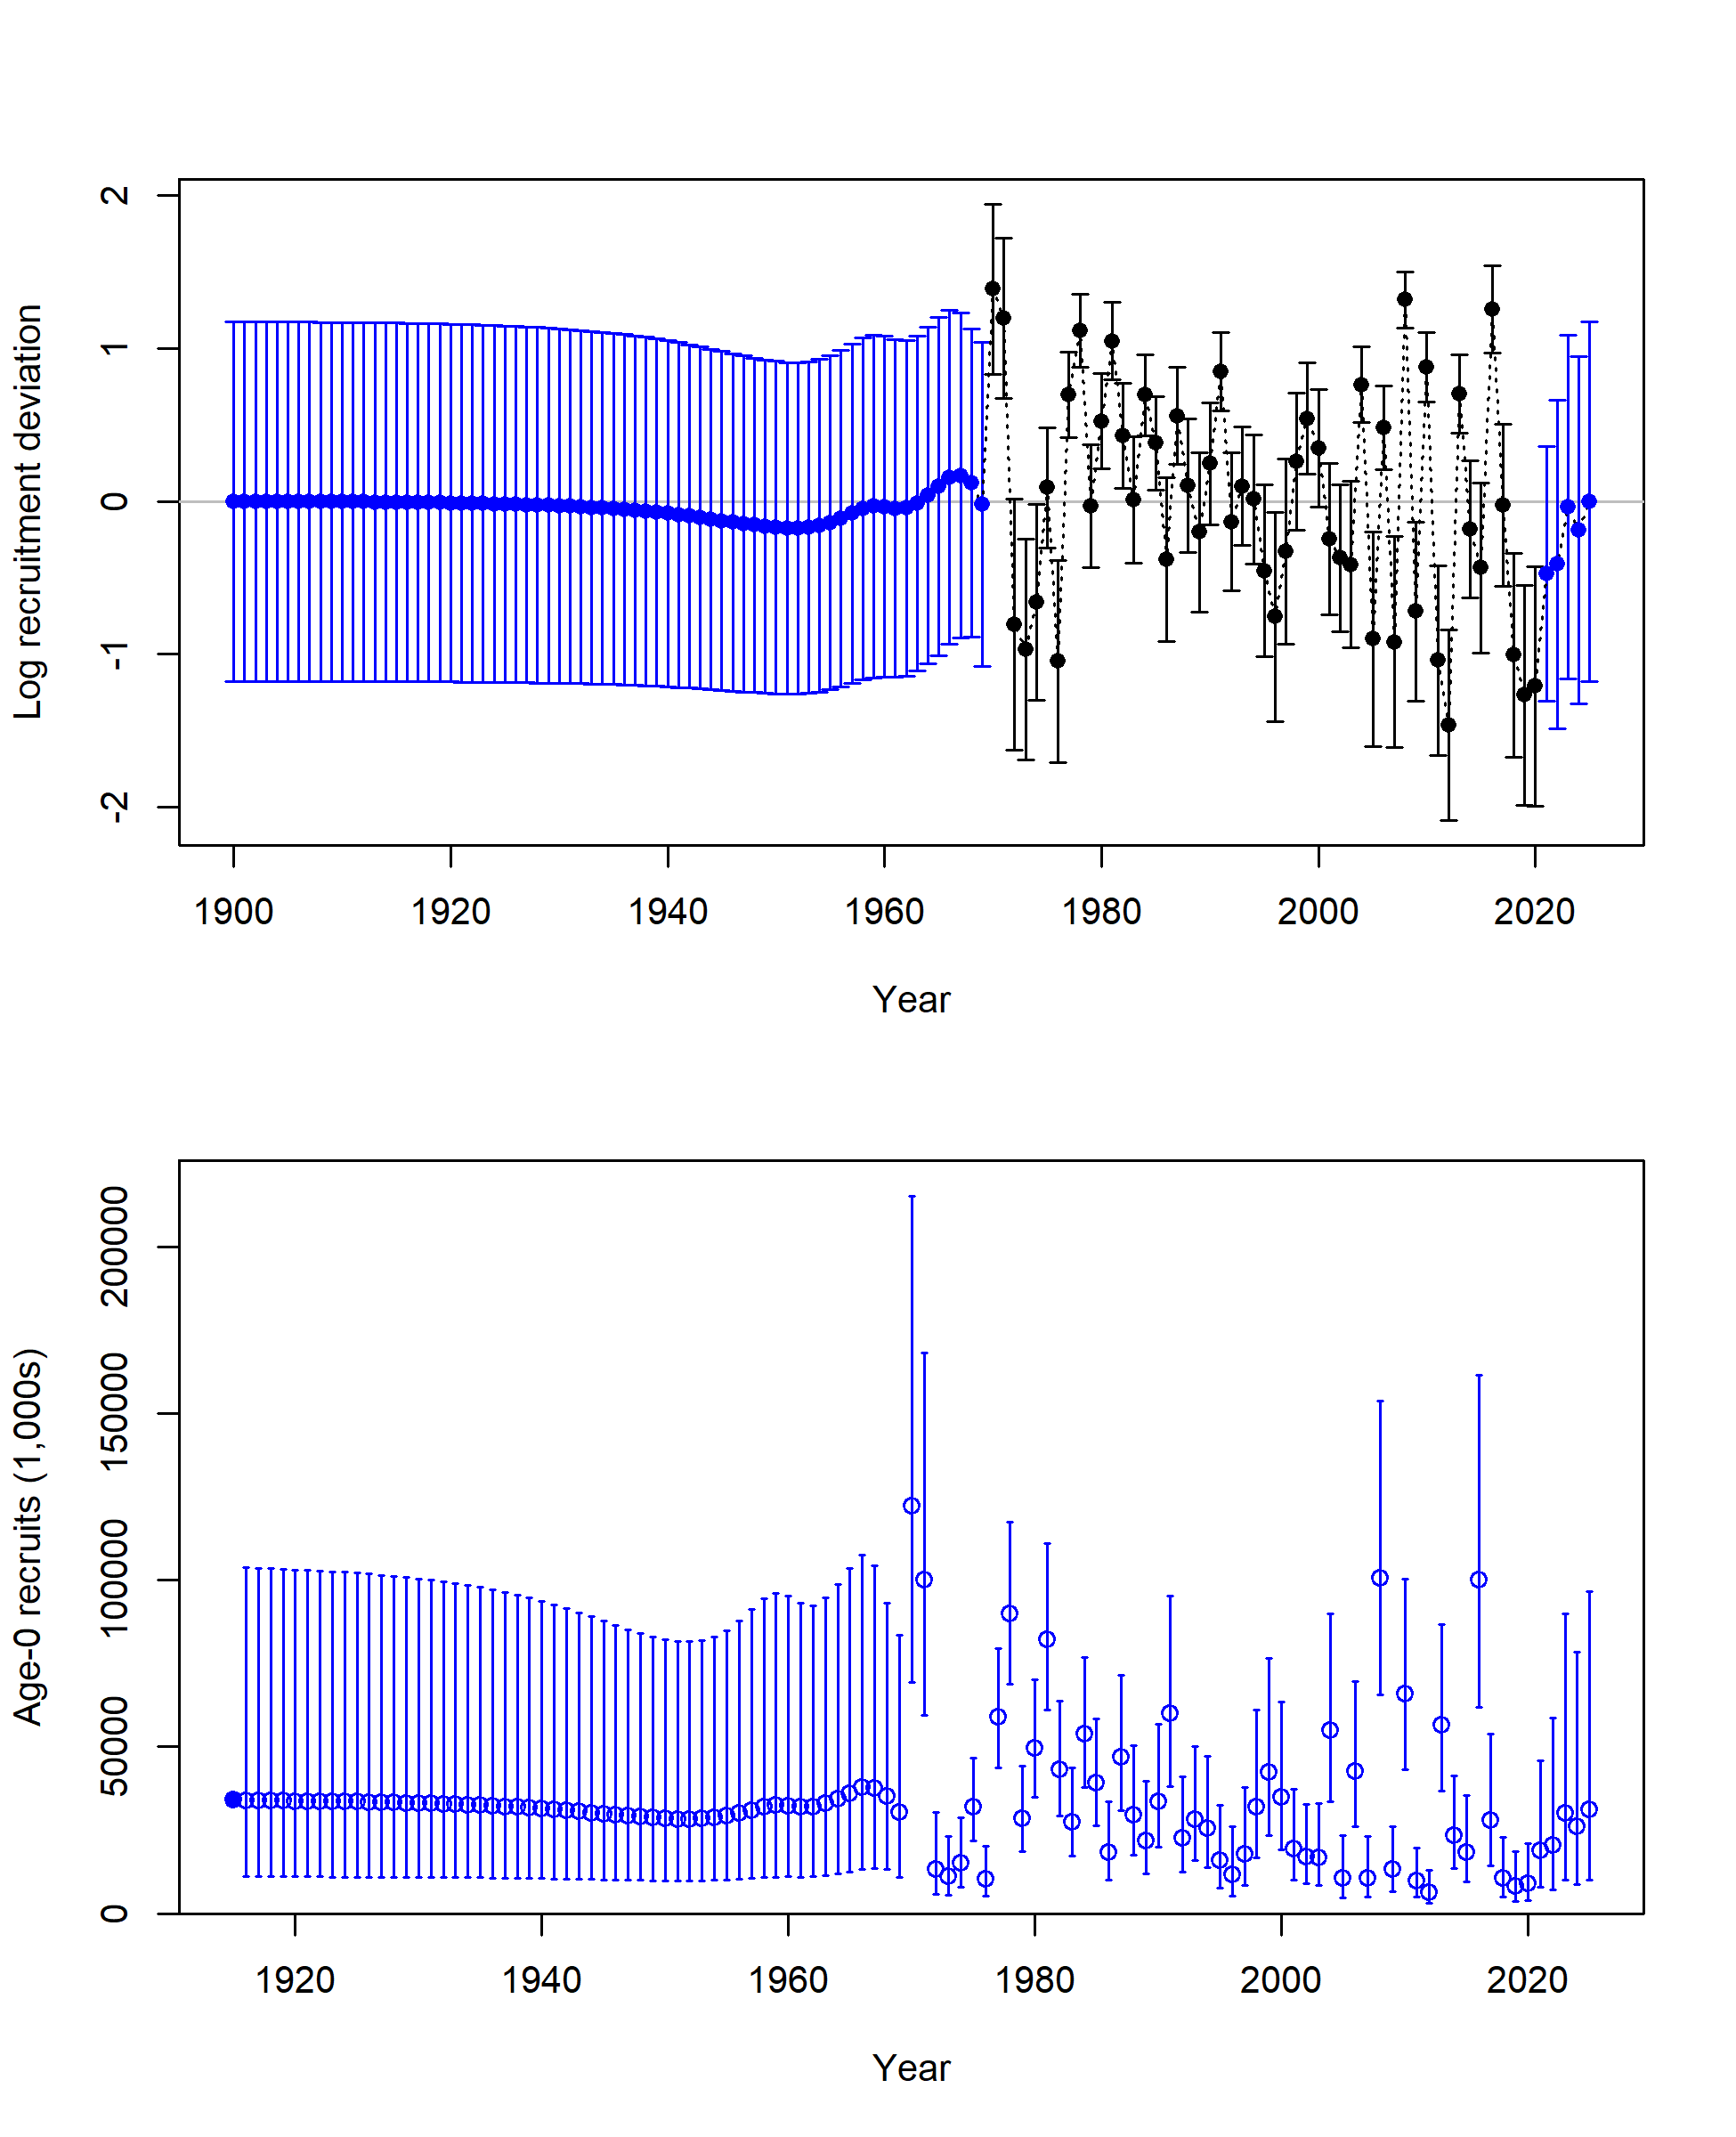 Log recruitment deviation
2
1
0
-1
-2
1900 1920 1940 1960 1980 2000 2020
Year
Age-0 recruits (1,000s)
200000
150000
100000
50000
0
1920 1940 1960 1980 2000 2020
Year